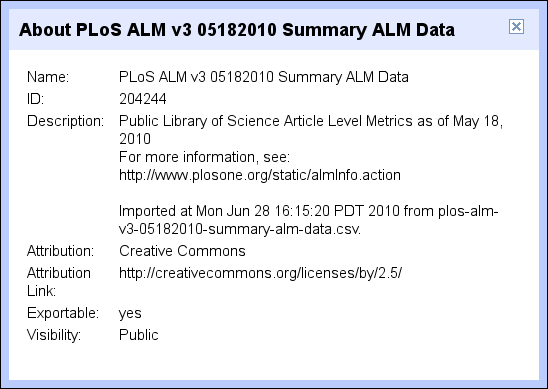 About PLoS ALM v3 05182010 Summary ALM Data
Name: PLoS ALM v3 05182010 Summary ALM Data
ID: 204244
Description: Public Library of Science Article Level Metrics as of May 18,
2010
For more information, see:
http://www.plosone.org/static/almInfo.action
Imported at Mon Jun 28 16:15:20 PDT 2010 from plos-alm-
v3-05182010-summary-alm-data.csv.
Attribution: Creative Commons
Attribution http://creativecommons.org/licenses/by/2.5/
Link:
Exportable: yes
Visibility: Public